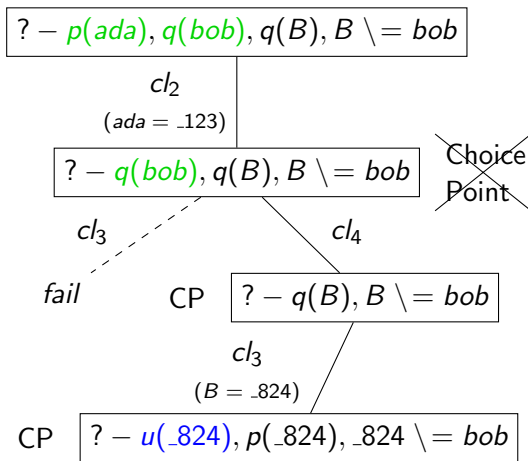 ? − p(ada), q(bob), q(B), B \ = bob
cl2
(ada = _123)
? − q(bob), q(B), B \ = bob
Choice
Point
cl3
cl4
fail
CP
? − q(B), B \ = bob
cl3
(B = _824)
CP
? − u(_824), p(_824), _824 \ = bob